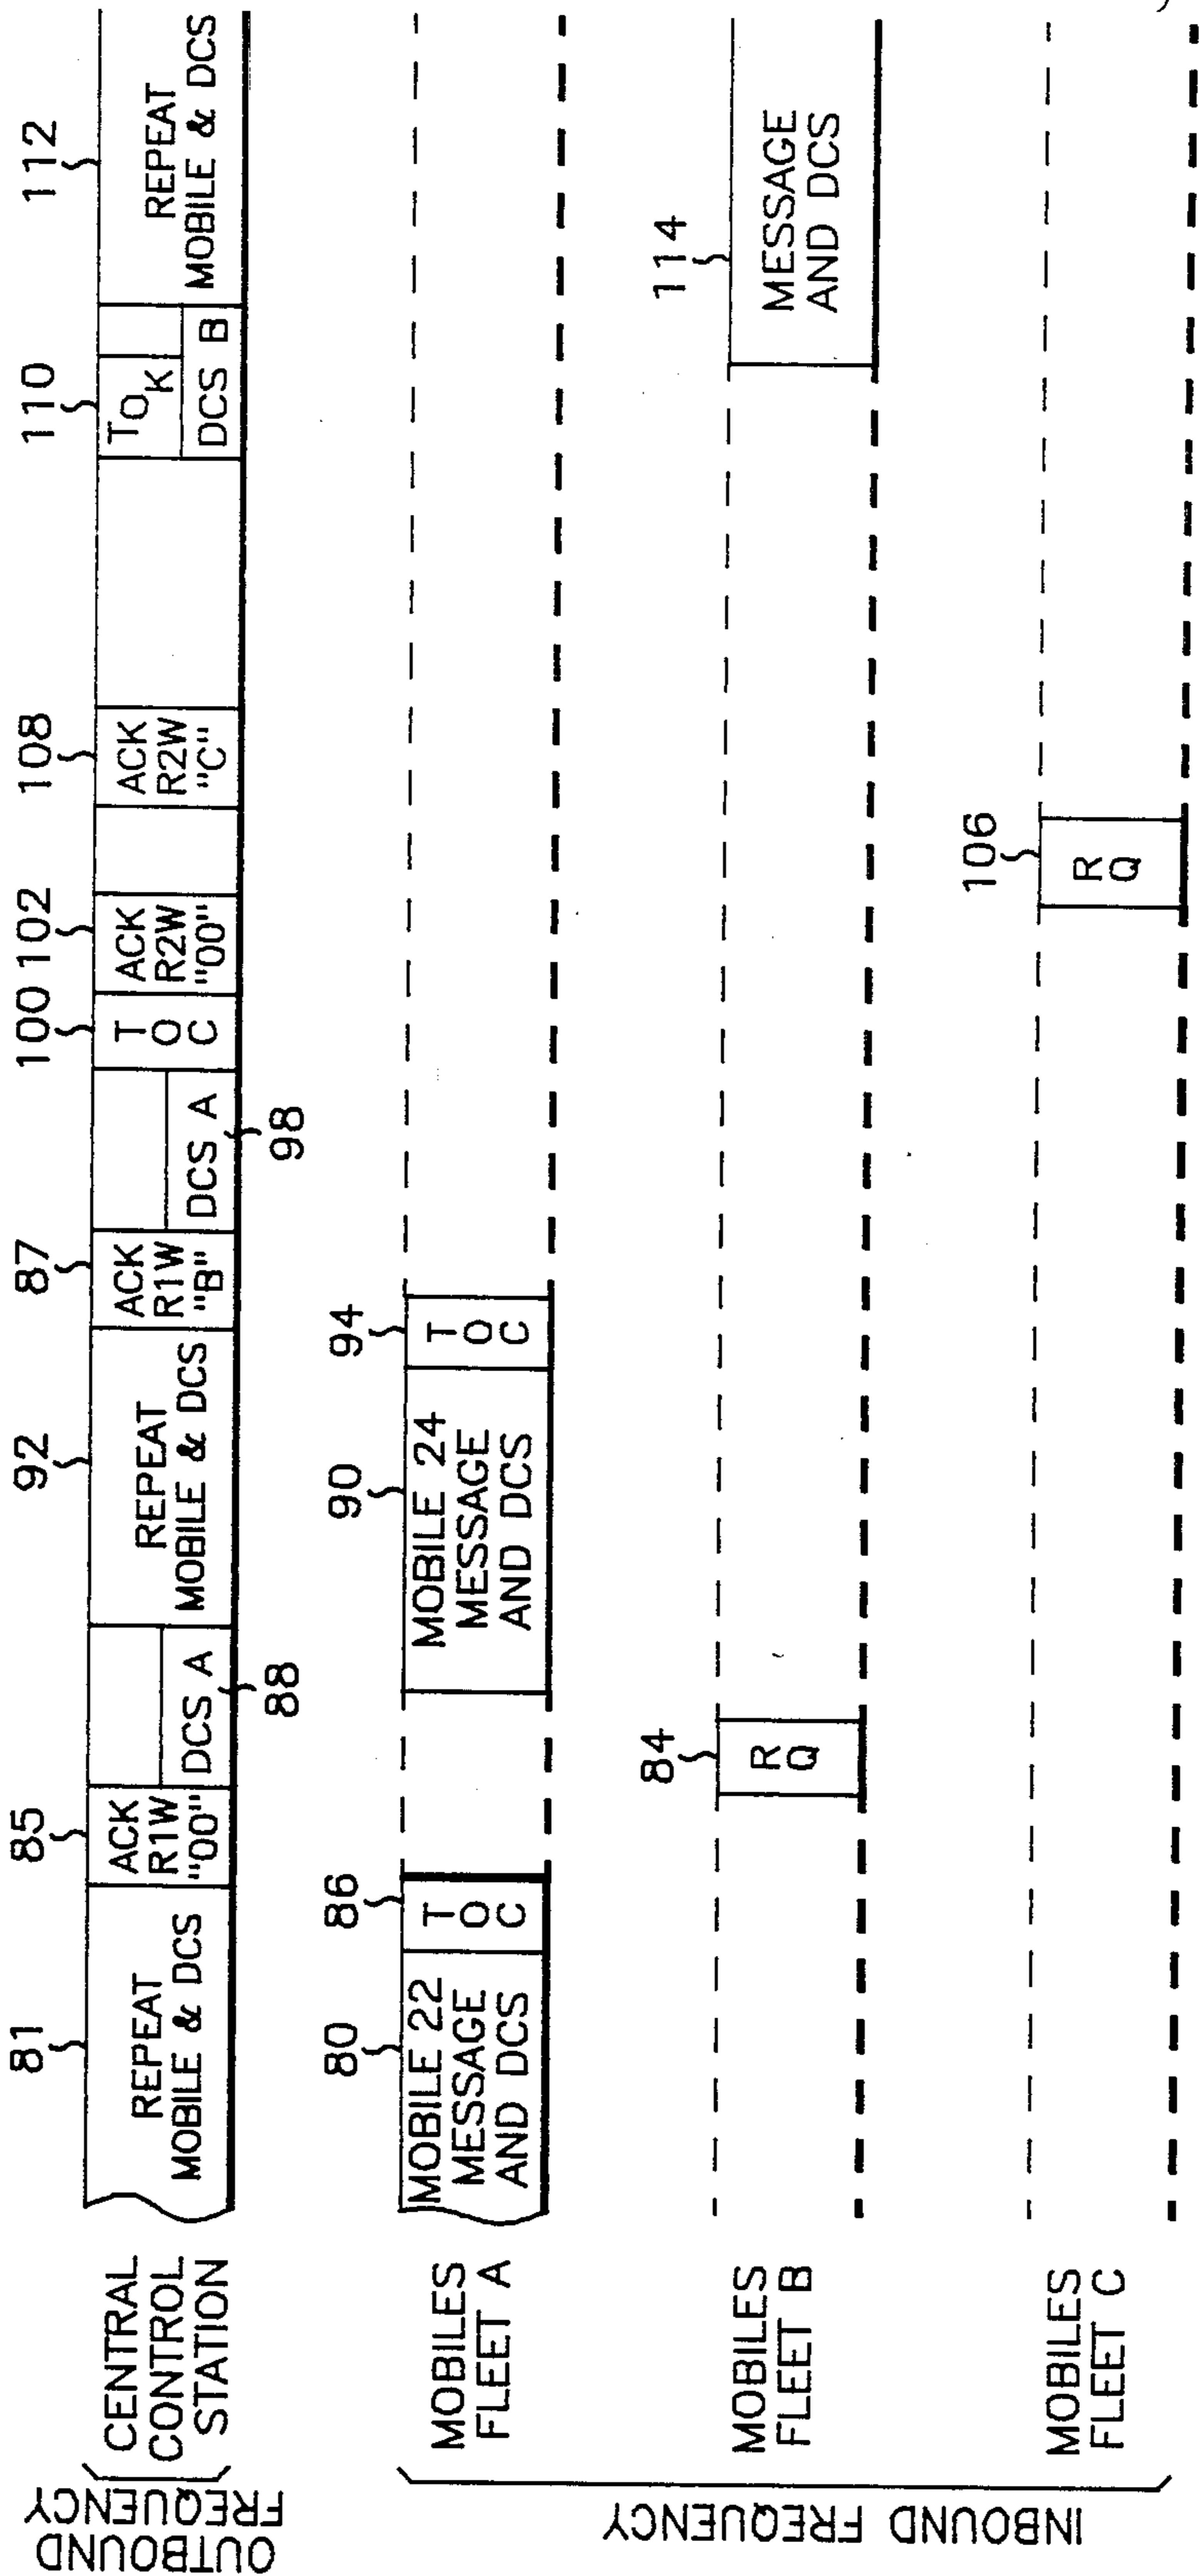 OUTBOUND
FREQUENCY
CENTRAL
CONTROL
STATION
81
REPEAT
MOBILE & DCS
85
ACK
R1W
"00"
DCS A
88
92
REPEAT
MOBILE & DCS
87
ACK
R1W
"B"
DCS A
98
100
T
O
C
102
ACK
R2W
"00"
108
ACK
R2W
"C"
110
TOK
DCS B
112
REPEAT
MOBILE & DCS
INBOUND FREQUENCY
MOBILES
FLEET A
80
MOBILE 22
MESSAGE
AND DCS
86
T
O
C
90
MOBILE 24
MESSAGE
AND DCS
94
T
O
C
MOBILES
FLEET B
84
R
Q
114
MESSAGE
AND DCS
MOBILES
FLEET C
106
R
Q